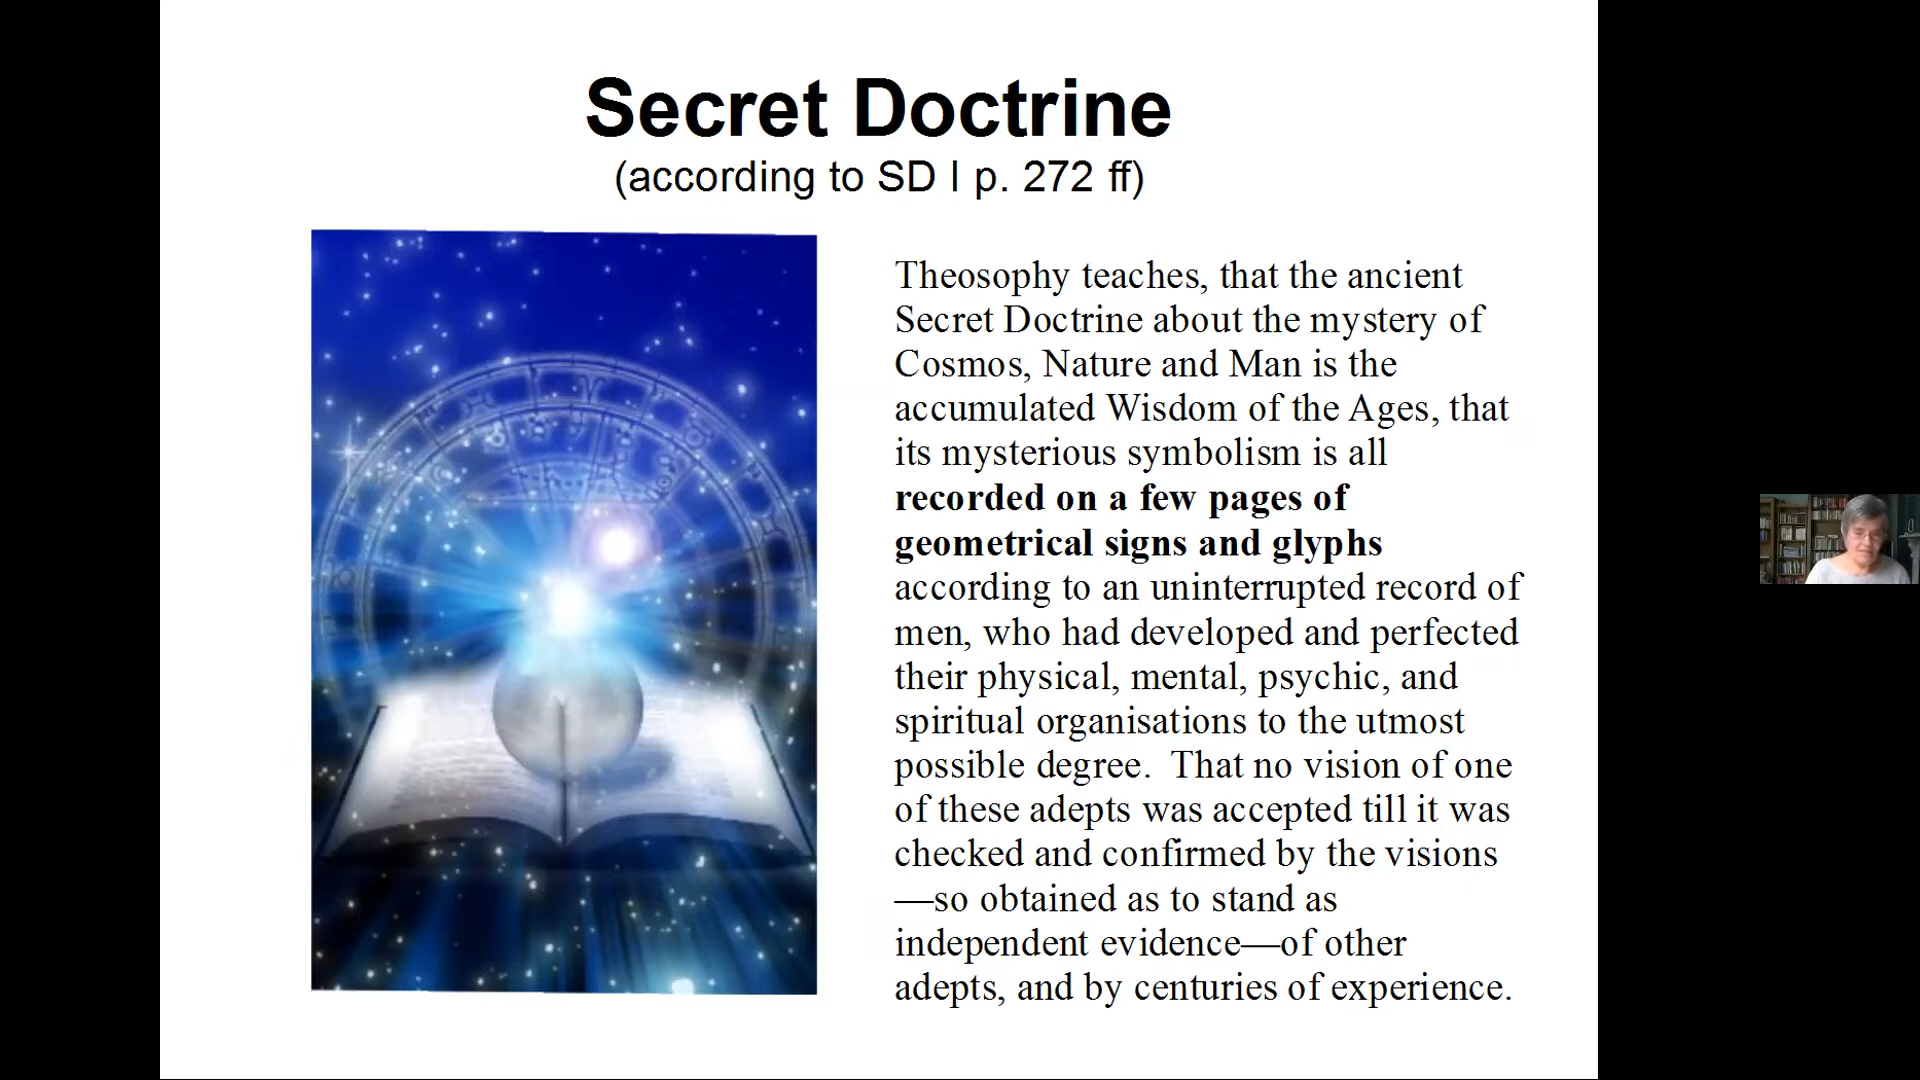 Secret Doctrine
(according to SD I p. 272 ff)
Theosophy teaches, that the ancient
Secret Doctrine about the mystery of
Cosmos, Nature and Man is the
accumulated Wisdom of the Ages, that
its mysterious symbolism is all
recorded on a few pages of
geometrical signs and glyphs
according to an uninterrupted record of
men, who had developed and perfected
their physical, mental, psychic, and
spiritual organisations to the utmost
possible degree.  That no vision of one
of these adepts was accepted till it was
checked and confirmed by the visions
—so obtained as to stand as
independent evidence—of other
adepts, and by centuries of experience.